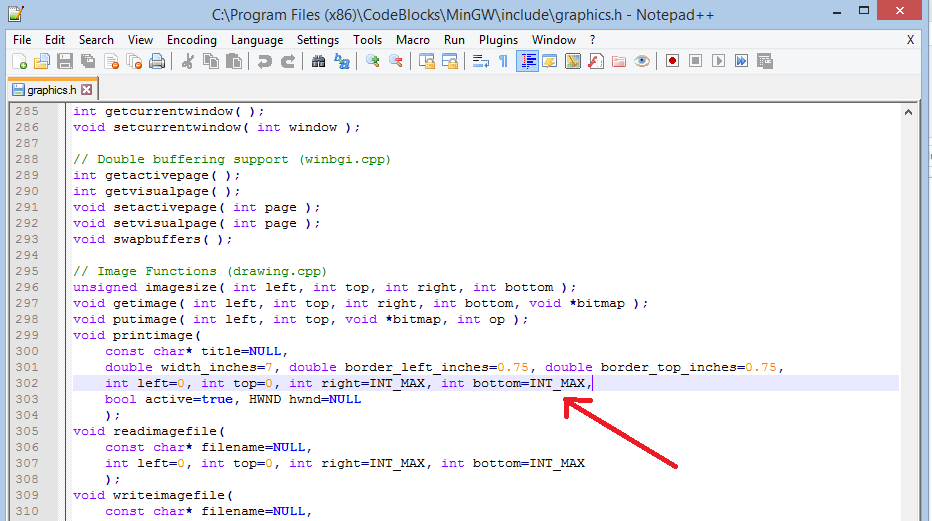 C:\Program Files (x86)\CodeBlocks\MinGW\include\graphics.h - Notepad++
File Edit Search View Encoding Language Settings Tools Macro Run Plugins Window ? X
graphics.h
285 int getcurrentwindow( );
286 void setcurrentwindow( int window );
287
288 // Double buffering support (winbgi.cpp)
289 int getactivepage( );
290 int getvisualpage( );
291 void setactivepage( int page );
292 void setvisualpage( int page );
293 void swapbuffers( );
294
295 // Image Functions (drawing.cpp)
296 unsigned imagesize( int left, int top, int right, int bottom );
297 void getimage( int left, int top, int right, int bottom, void *bitmap );
298 void putimage( int left, int top, void *bitmap, int op );
299 void printimage(
300     const char* title=NULL,
301     double width_inches=7, double border_left_inches=0.75, double border_top_inches=0.75,
302     int left=0, int top=0, int right=INT_MAX, int bottom=INT_MAX,
303     bool active=true, HWND hwnd=NULL
304     );
305 void readimagefile(
306     const char* filename=NULL,
307     int left=0, int top=0, int right=INT_MAX, int bottom=INT_MAX
308     );
309 void writeimagefile(
310     const char* filename=NULL,